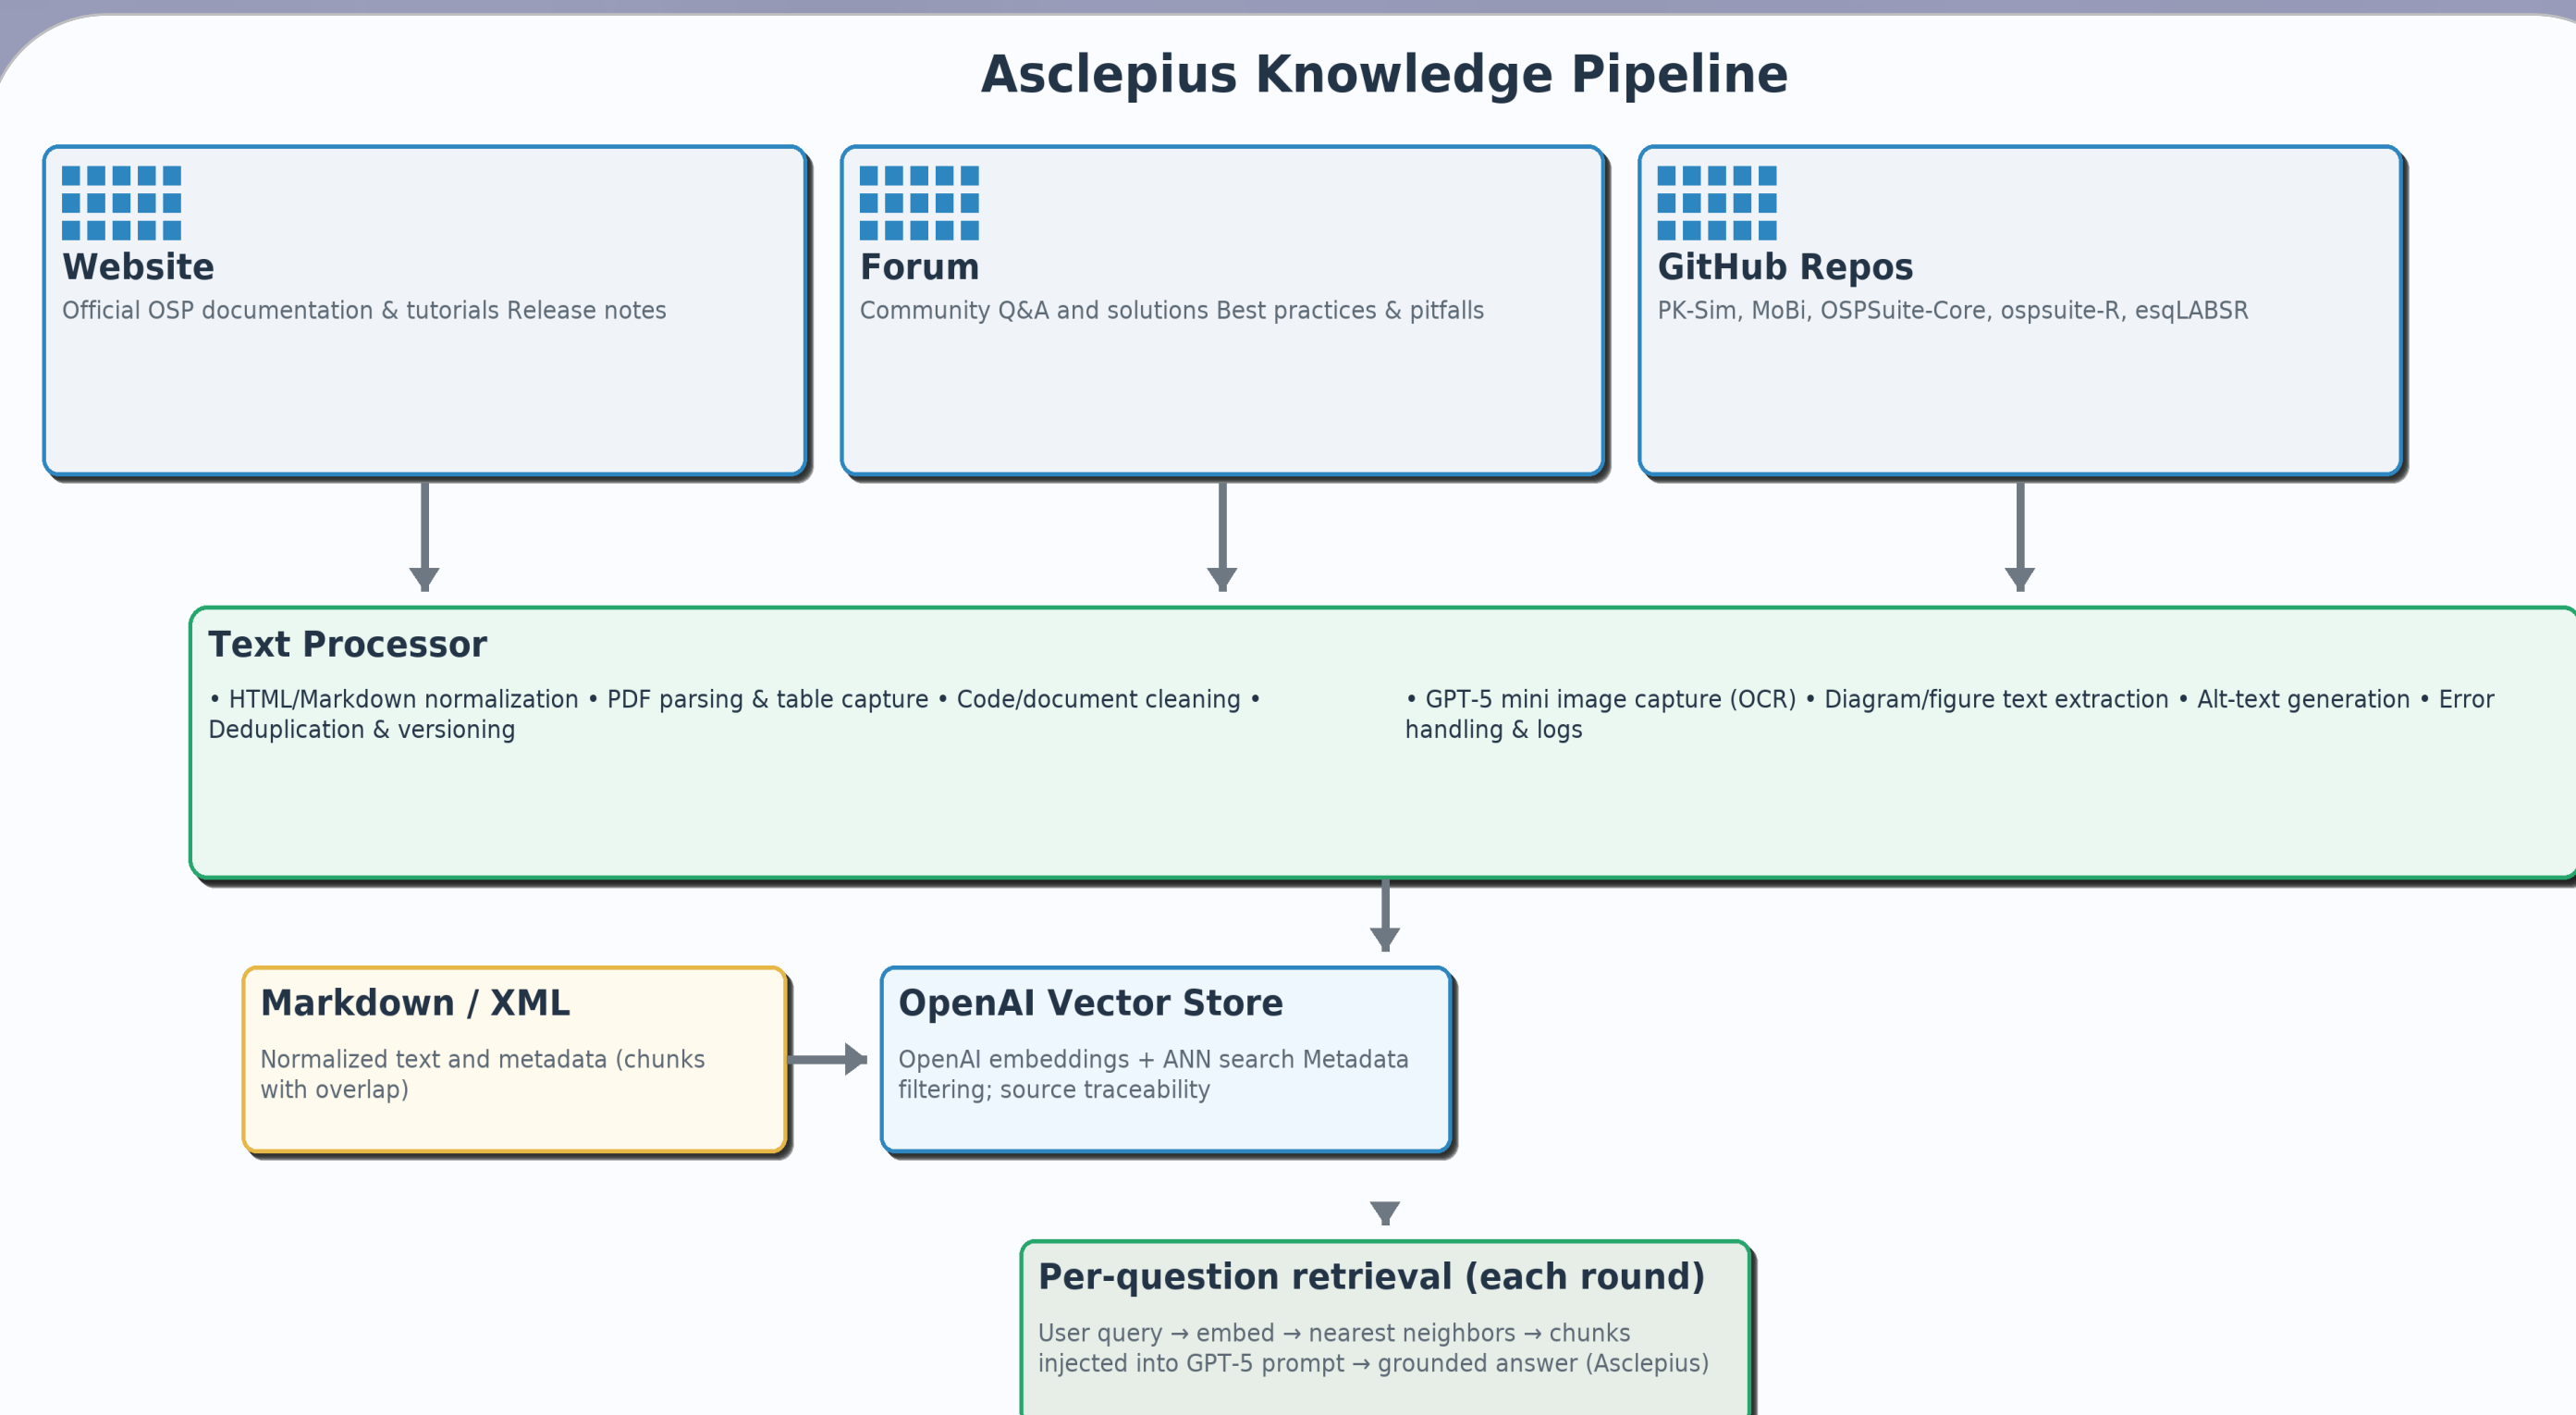 Asclepius Knowledge Pipeline
Website
Official OSP documentation & tutorials Release notes
Forum
Community Q&A and solutions Best practices & pitfalls
GitHub Repos
PK-Sim, MoBi, OSPSuite-Core, ospsuite-R, esqLABSR
Text Processor
• HTML/Markdown normalization • PDF parsing & table capture • Code/document cleaning •
Deduplication & versioning
• GPT-5 mini image capture (OCR) • Diagram/figure text extraction • Alt-text generation • Error
handling & logs
Markdown / XML
Normalized text and metadata (chunks
with overlap)
OpenAI Vector Store
OpenAI embeddings + ANN search Metadata
filtering; source traceability
Per-question retrieval (each round)
User query → embed → nearest neighbors → chunks
injected into GPT-5 prompt → grounded answer (Asclepius)